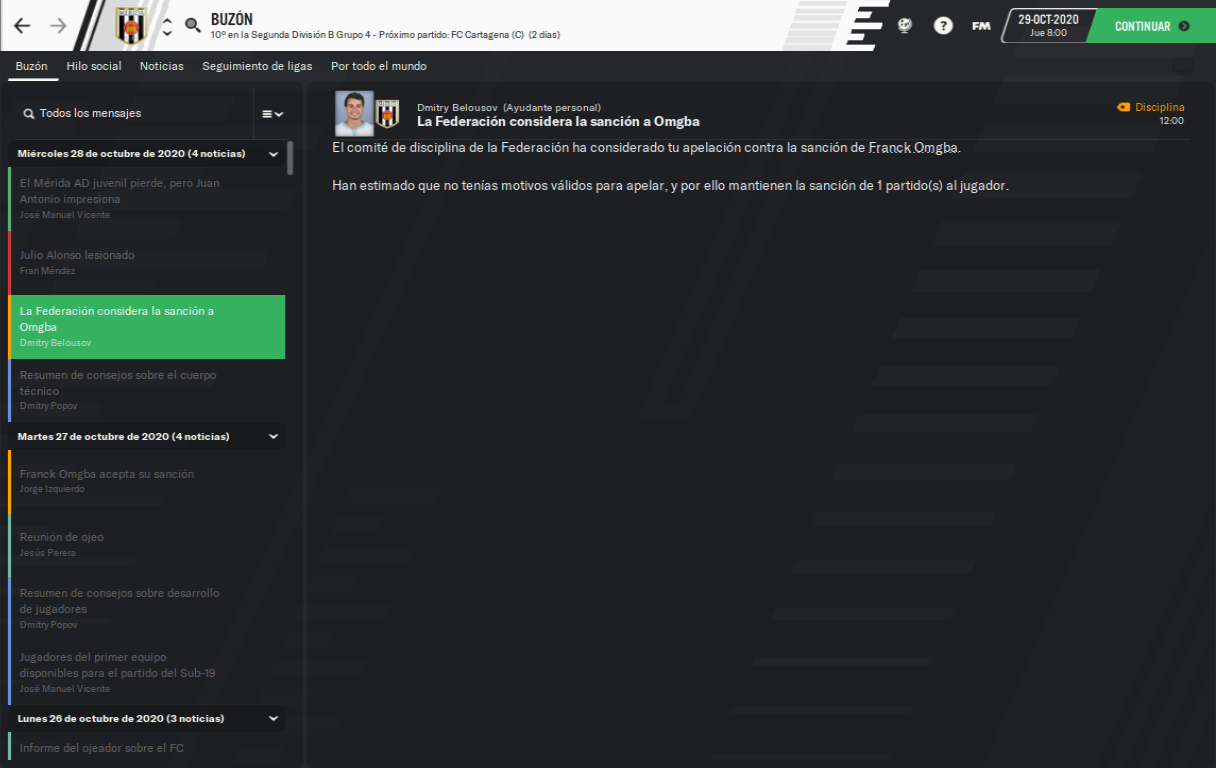 BUZÓN
10º en la Segunda División B Grupo 4 - Próximo partido: FC Cartagena (C) (2 días)
?
FM
29-OCT-2020
Jue 8:00
CONTINUAR
Buzón Hilo social Noticias Seguimiento de ligas Por todo el mundo
Todos los mensajes
Miércoles 28 de octubre de 2020 (4 noticias)
El Mérida AD juvenil pierde, pero Juan
Antonio impresiona
José Manuel Vicente
Julio Alonso lesionado
Fran Méndez
La Federación considera la sanción a
Omgba
Dmitry Belousov
Resumen de consejos sobre el cuerpo
técnico
Dmitry Popov
Martes 27 de octubre de 2020 (4 noticias)
Franck Omgba acepta su sanción
Jorge Izquierdo
Reunión de ojeo
Jesús Perera
Resumen de consejos sobre desarrollo
de jugadores
Dmitry Popov
Jugadores del primer equipo
disponibles para el partido del Sub-19
José Manuel Vicente
Lunes 26 de octubre de 2020 (3 noticias)
Informe del ojeador sobre el FC
Dmitry Belousov (Ayudante personal)
La Federación considera la sanción a Omgba
Disciplina
12:00
El comité de disciplina de la Federación ha considerado tu apelación contra la sanción de Franck Omgba.
Han estimado que no tenías motivos válidos para apelar, y por ello mantienen la sanción de 1 partido(s) al jugador.